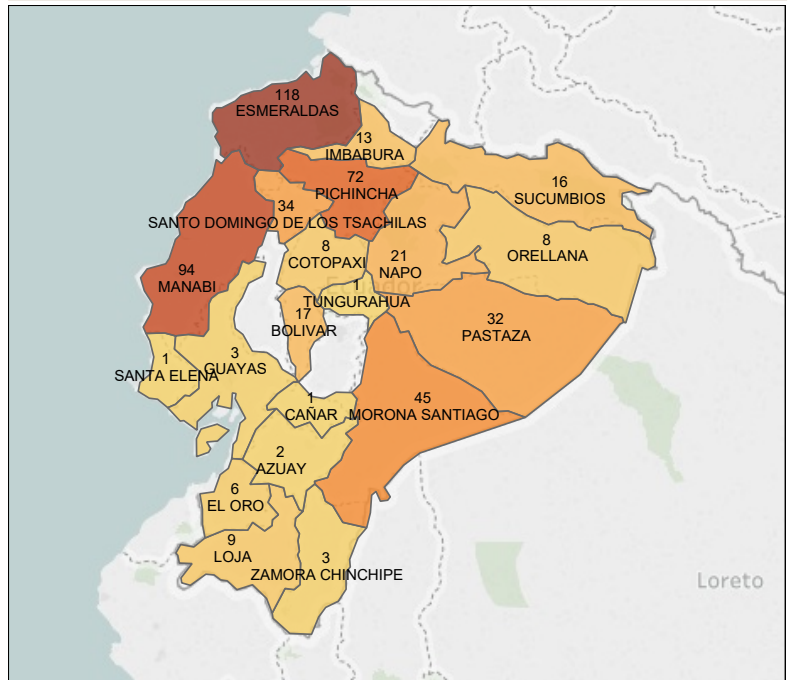 118
ESMERALDAS
13
IMBABURA
72
PICHINCHA
16
SUCUMBIOS
34
SANTO DOMINGO DE LOS TSACHILAS
8
COTOPAXI
21
NAPO
8
ORELLANA
94
MANABI
Ecuador
1
TUNGURAHUA
17
BOLIVAR
32
PASTAZA
1
SANTA ELENA
3
GUAYAS
1
CAÑAR
45
MORONA SANTIAGO
2
AZUAY
6
EL ORO
9
LOJA
3
ZAMORA CHINCHIPE
Loreto